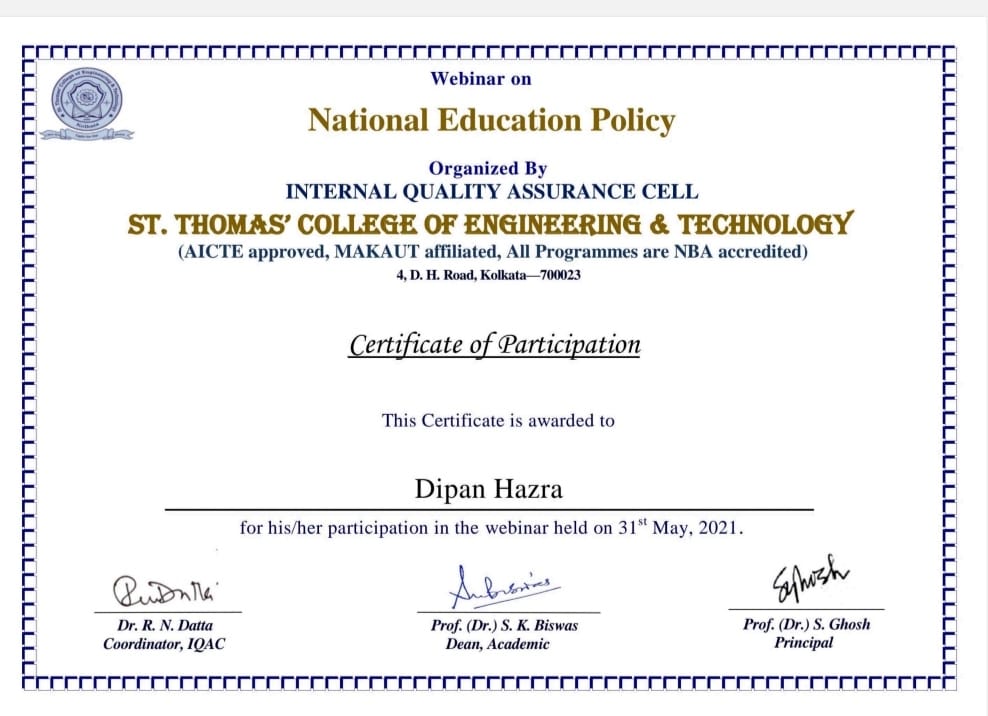 Webinar on
National Education Policy
Organized By
INTERNAL QUALITY ASSURANCE CELL
ST. THOMAS' COLLEGE OF ENGINEERING & TECHNOLOGY
(AICTE approved, MAKAUT affiliated, All Programmes are NBA accredited)
4, D. H. Road, Kolkata—700023
Certificate of Participation
This Certificate is awarded to
Dipan Hazra
for his/her participation in the webinar held on 31st May, 2021.
Dr. R. N. Datta
Coordinator, IQAC
Prof. (Dr.) S. K. Biswas
Dean, Academic
Prof. (Dr.) S. Ghosh
Principal